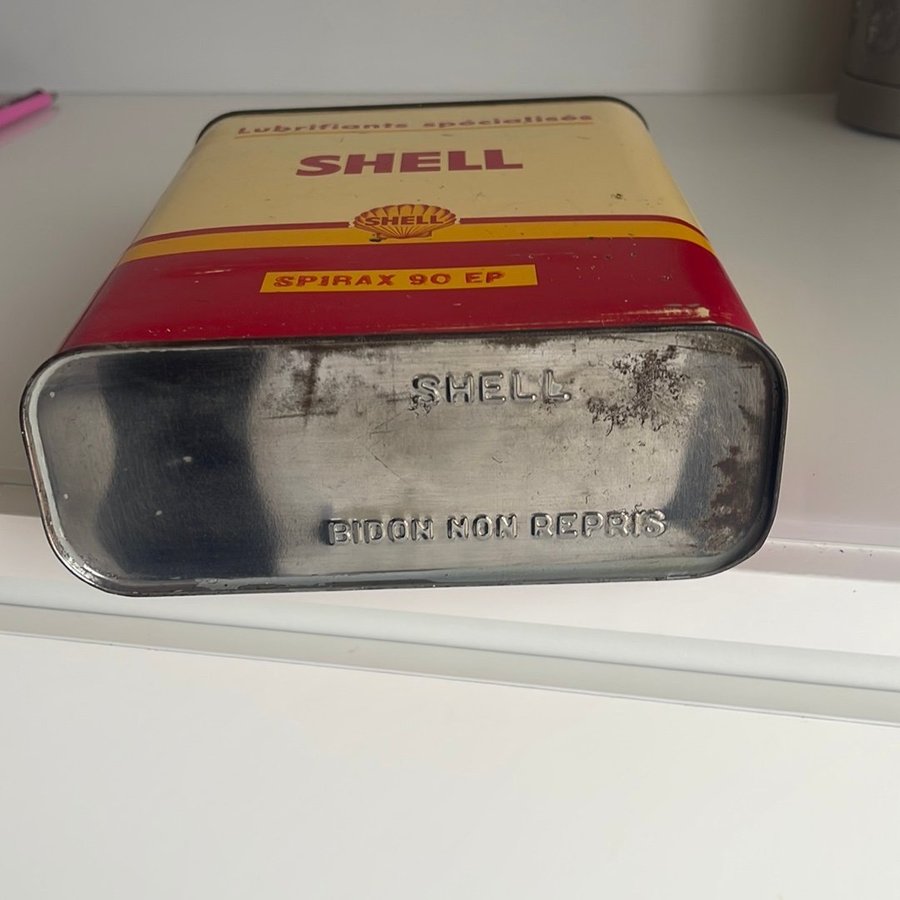 Lubrifiants spécialisés
SHELL
SHELL
SPIRAX 90 EP
SHELL
BIDON NON REPRIS